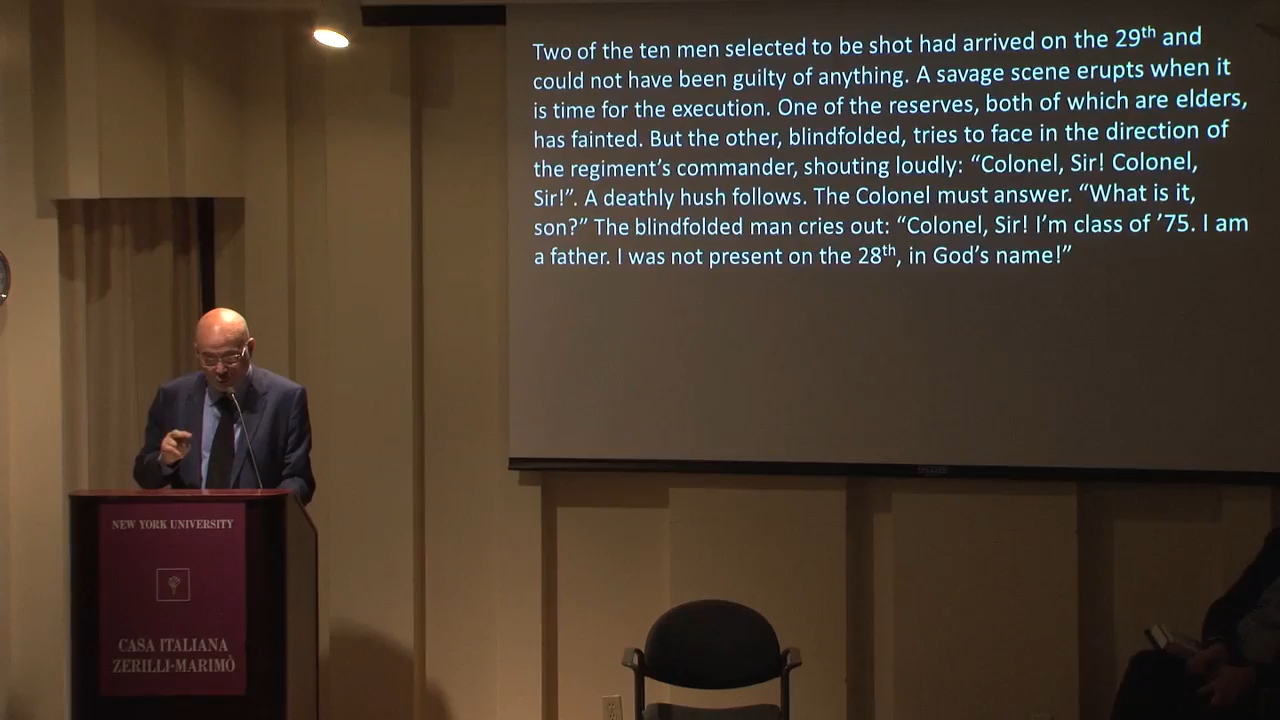 Two of the ten men selected to be shot had arrived on the 29th and
could not have been guilty of anything. A savage scene erupts when it
is time for the execution. One of the reserves, both of which are elders,
has fainted. But the other, blindfolded, tries to face in the direction of
the regiment's commander, shouting loudly: “Colonel, Sir! Colonel,
Sir!”. A deathly hush follows. The Colonel must answer. “What is it,
son?” The blindfolded man cries out: “Colonel, Sir! I’m class of ’75. I am
a father. I was not present on the 28th, in God’s name!”
NEW YORK UNIVERSITY
CASA ITALIANA
ZERILLI-MARIMÒ